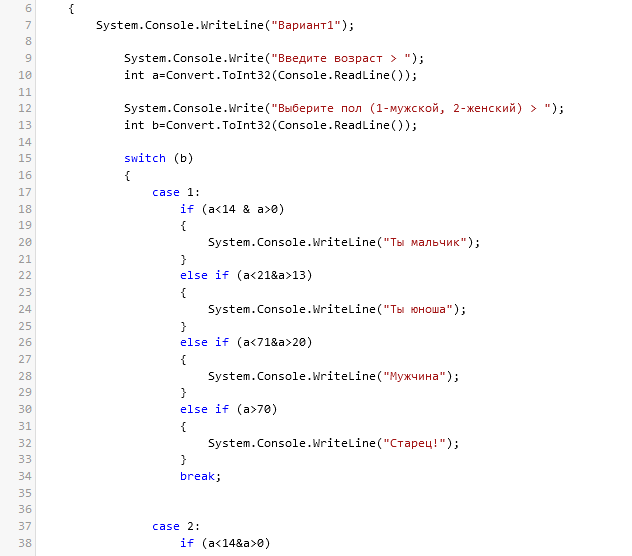 6 {
7 System.Console.WriteLine("Вариант1");
8
9 System.Console.Write("Введите возраст > ");
10 int a=Convert.ToInt32(Console.ReadLine());
11
12 System.Console.Write("Выберите пол (1-мужской, 2-женский) > ");
13 int b=Convert.ToInt32(Console.ReadLine());
14
15 switch (b)
16 {
17 case 1:
18 if (a<14 & a>0)
19 {
20 System.Console.WriteLine("Ты мальчик");
21 }
22 else if (a<21&a>13)
23 {
24 System.Console.WriteLine("Ты юноша");
25 }
26 else if (a<71&a>20)
27 {
28 System.Console.WriteLine("Мужчина");
29 }
30 else if (a>70)
31 {
32 System.Console.WriteLine("Старец!");
33 }
34 break;
35
36
37 case 2:
38 if (a<14&a>0)